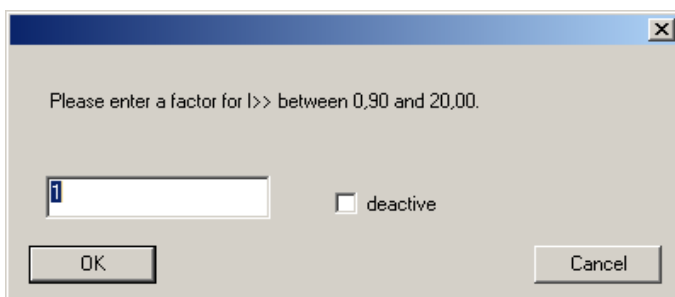 Please enter a factor for I>> between 0,90 and 20,00.
1
deactive
OK
Cancel